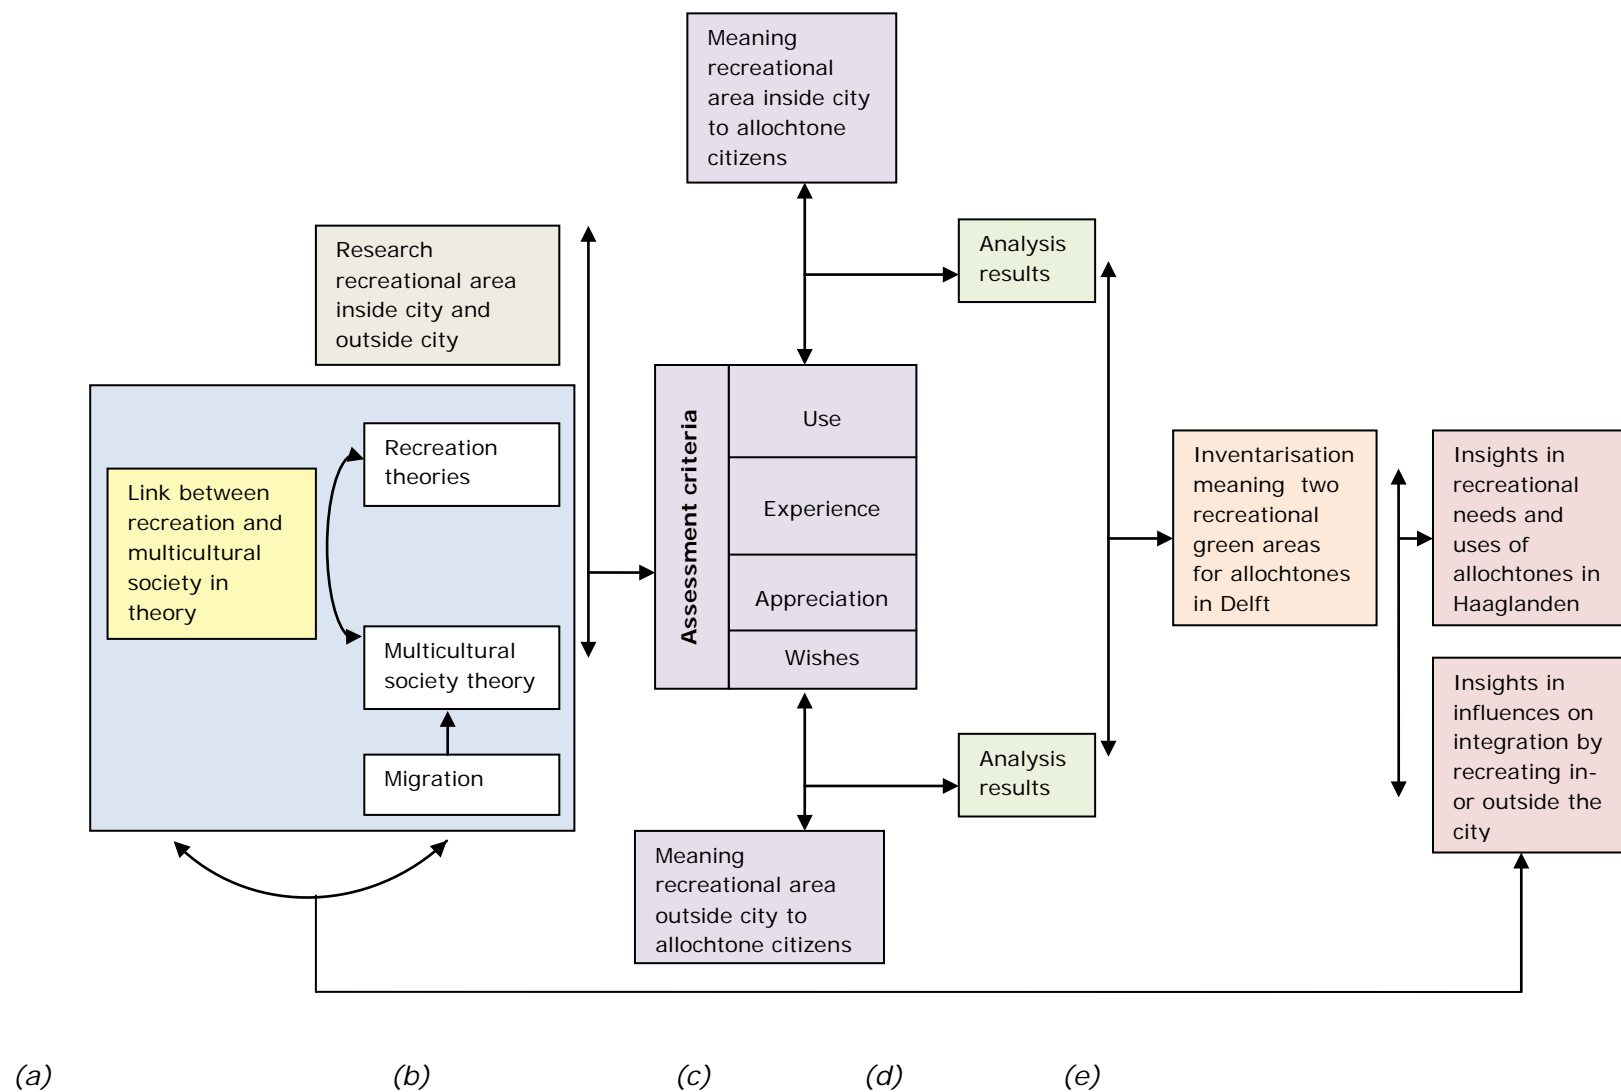 Meaning
recreational
area inside city
to allochtone
citizens
Research
recreational area
inside city and
outside city
Analysis
results
Link between
recreation and
multicultural
society in
theory
Recreation
theories
Multicultural
society theory
Migration
Assessment criteria
Use
Experience
Appreciation
Wishes
Inventarisation
meaning two
recreational
green areas
for allochtones
in Delft
Insights in
recreational
needs and
uses of
allochtones in
Haaglanden
Insights in
influences on
integration by
recreating in-
or outside the
city
Analysis
results
Meaning
recreational area
outside city to
allochtone citizens
(a) (b) (c) (d) (e)